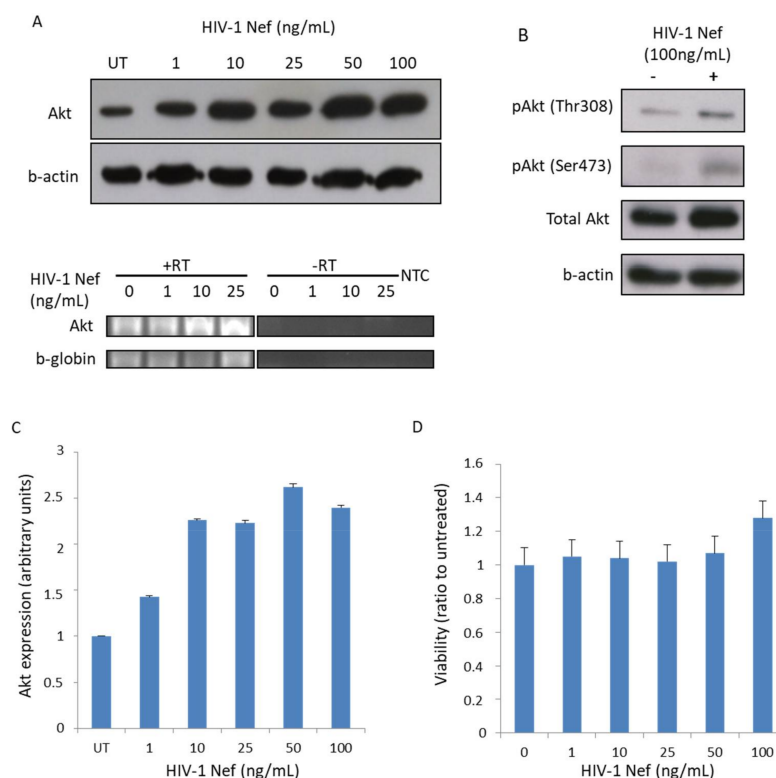 A
HIV-1 Nef (ng/mL)
UT 1 10 25 50 100
Akt
b-actin
+RT -RT
HIV-1 Nef (ng/mL)
0 1 10 25 0 1 10 25 NTC
Akt
b-globin
B
HIV-1 Nef
(100ng/mL)
- +
pAkt (Thr308)
pAkt (Ser473)
Total Akt
b-actin
C
Akt expression (arbitrary units)
3
2.5
2
1.5
1
0.5
0
UT 1 10 25 50 100
HIV-1 Nef (ng/mL)
D
Viability (ratio to untreated)
1.6
1.4
1.2
1
0.8
0.6
0.4
0.2
0
0 1 10 25 50 100
HIV-1 Nef (ng/mL)